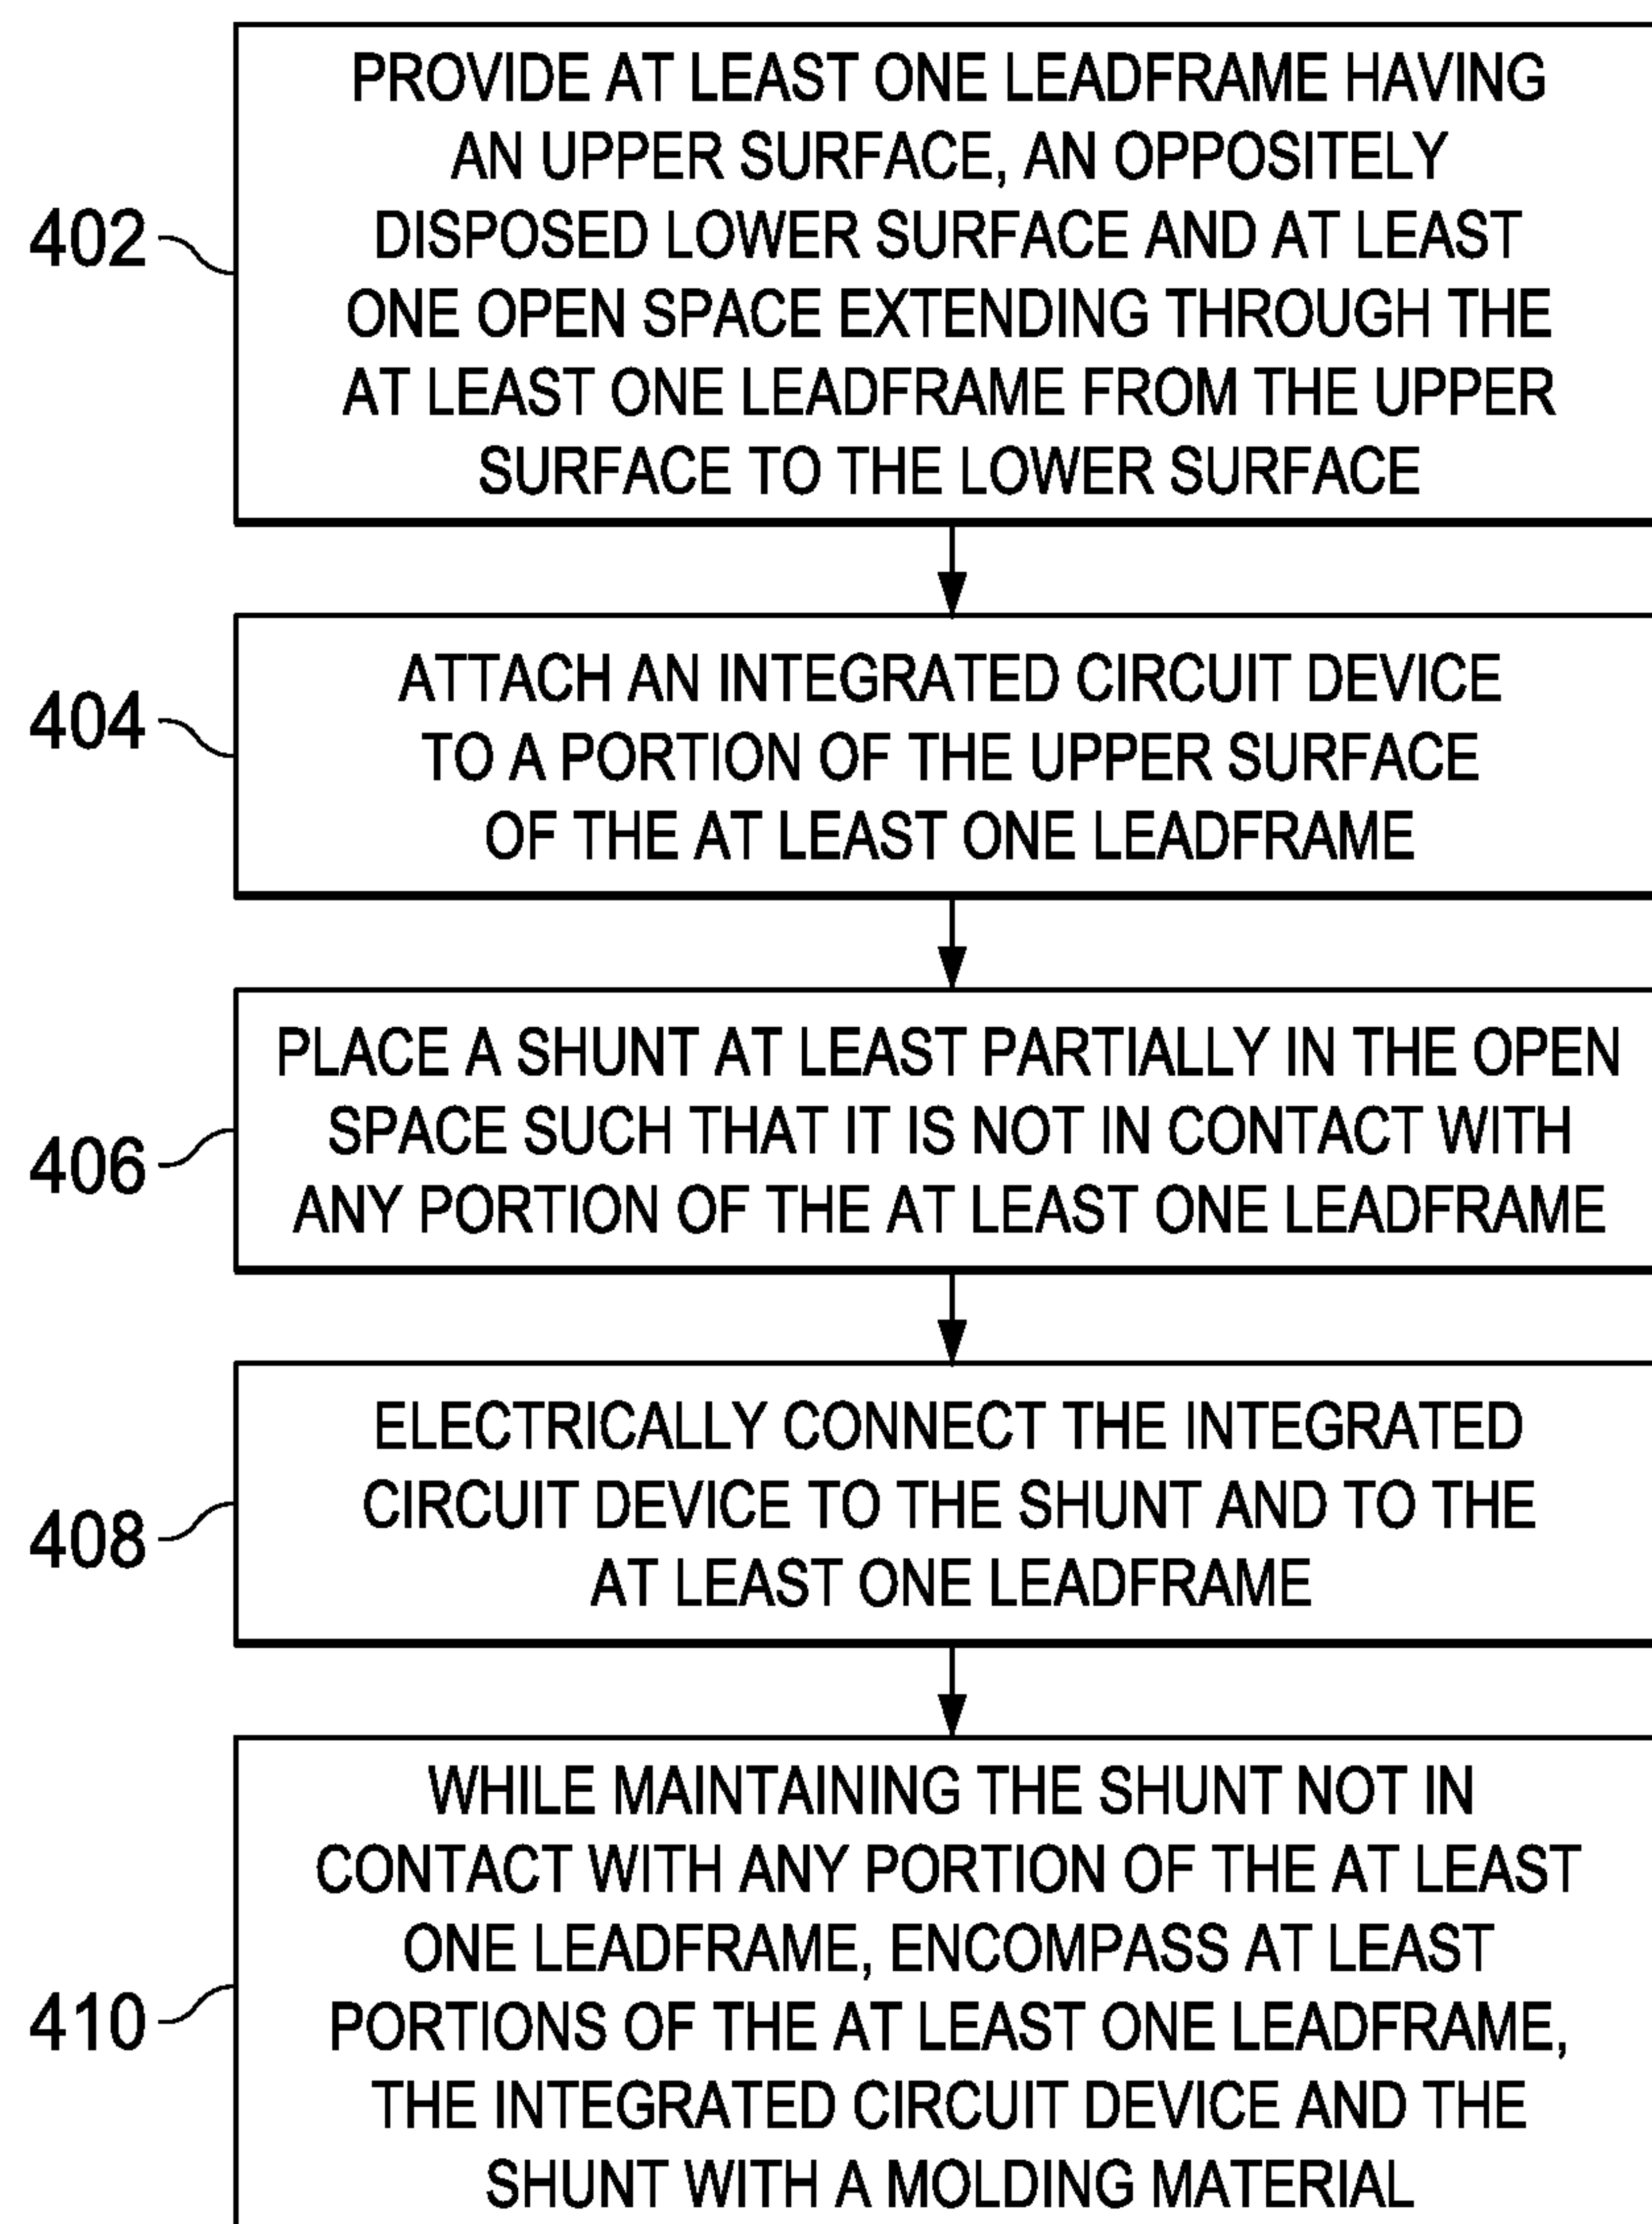 PROVIDE AT LEAST ONE LEADFRAME HAVING
AN UPPER SURFACE, AN OPPOSITELY
402
DISPOSED LOWER SURFACE AND AT LEAST
ONE OPEN SPACE EXTENDING THROUGH THE
AT LEAST ONE LEADFRAME FROM THE UPPER
SURFACE TO THE LOWER SURFACE
404
ATTACH AN INTEGRATED CIRCUIT DEVICE
TO A PORTION OF THE UPPER SURFACE
OF THE AT LEAST ONE LEADFRAME
PLACE A SHUNT AT LEAST PARTIALLY IN THE OPEN
SPACE SUCH THAT IT IS NOT IN CONTACT WITH
406
ANY PORTION OF THE AT LEAST ONE LEADFRAME
ELECTRICALLY CONNECT THE INTEGRATED
CIRCUIT DEVICE TO THE SHUNT AND TO THE
408
AT LEAST ONE LEADFRAME
WHILE MAINTAINING THE SHUNT NOT IN
CONTACT WITH ANY PORTION OF THE AT LEAST
ONE LEADFRAME, ENCOMPASS AT LEAST
410
PORTIONS OF THE AT LEAST ONE LEADFRAME,
THE INTEGRATED CIRCUIT DEVICE AND THE
SHUNT WITH A MOLDING MATERIAL